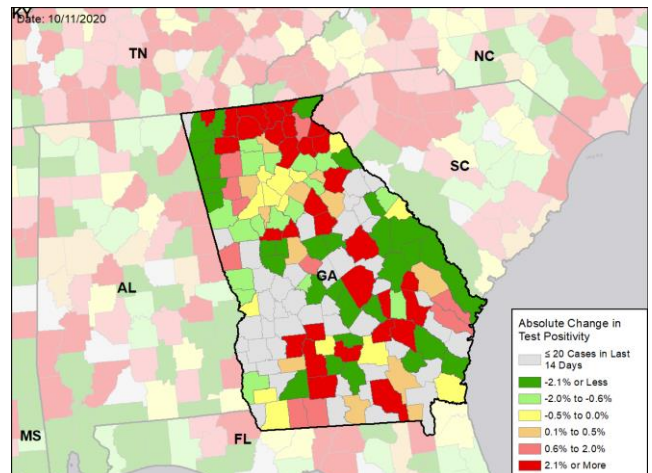 KY
Date: 10/11/2020
TN
NC
SC
AL
GA
MS
FL
Absolute Change in
Test Positivity
≤ 20 Cases in Last
14 Days
-2.1% or Less
-2.0% to -0.6%
-0.5% to 0.0%
0.1% to 0.5%
0.6% to 2.0%
2.1% or More